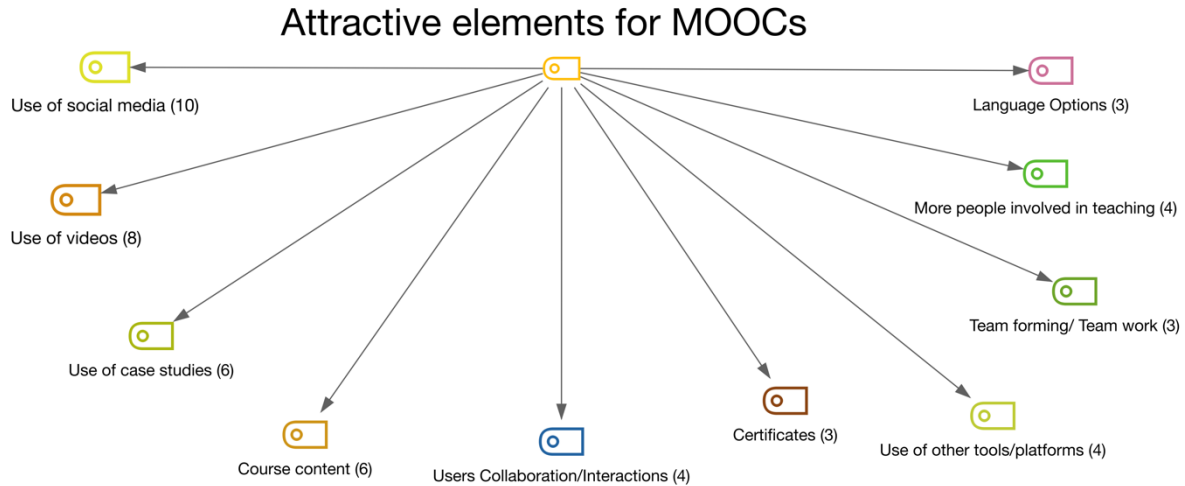 Attractive elements for MOOCs
Use of social media (10)
Language Options (3)
More people involved in teaching (4)
Use of videos (8)
Team forming/ Team work (3)
Use of case studies (6)
Certificates (3)
Use of other tools/platforms (4)
Course content (6)
Users Collaboration/Interactions (4)